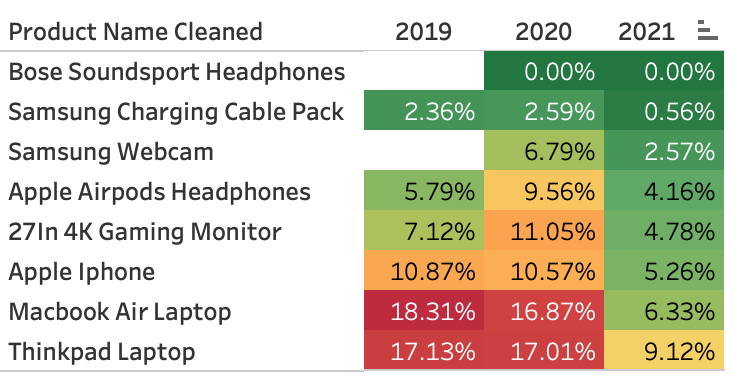 Product Name Cleaned 2019 2020 2021
Bose Soundsport Headphones 0.00% 0.00%
Samsung Charging Cable Pack 2.36% 2.59% 0.56%
Samsung Webcam 6.79% 2.57%
Apple Airpods Headphones 5.79% 9.56% 4.16%
27In 4K Gaming Monitor 7.12% 11.05% 4.78%
Apple Iphone 10.87% 10.57% 5.26%
Macbook Air Laptop 18.31% 16.87% 6.33%
Thinkpad Laptop 17.13% 17.01% 9.12%